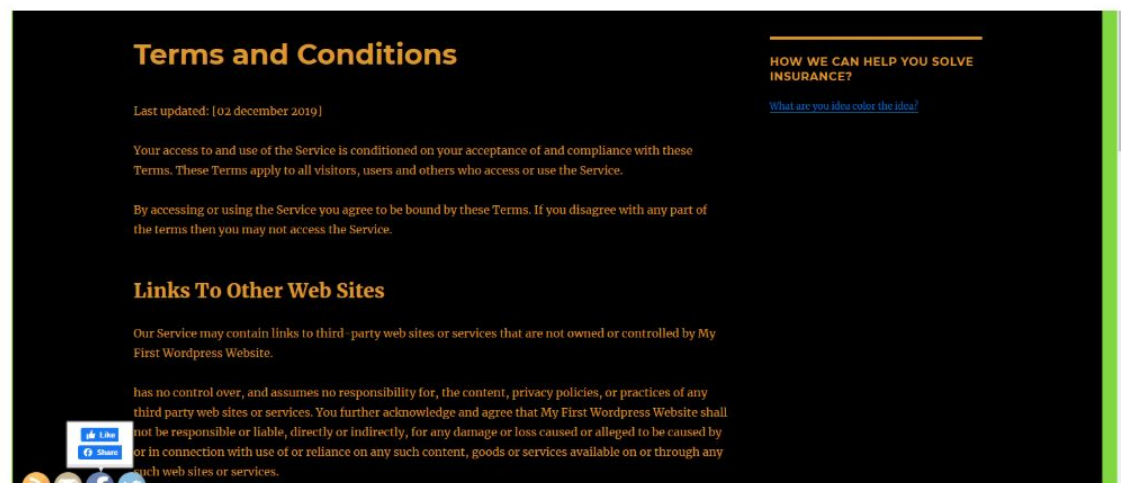 Terms and Conditions
Last updated: [02 december 2019]
Your access to and use of the Service is conditioned on your acceptance of and compliance with these
Terms. These Terms apply to all visitors, users and others who access or use the Service.
By accessing or using the Service you agree to be bound by these Terms. If you disagree with any part of
the terms then you may not access the Service.
Links To Other Web Sites
Our Service may contain links to third-party web sites or services that are not owned or controlled by My
First Wordpress Website.
has no control over, and assumes no responsibility for, the content, privacy policies, or practices of any
third party web sites or services. You further acknowledge and agree that My First Wordpress Website shall
not be responsible or liable, directly or indirectly, for any damage or loss caused or alleged to be caused by
or in connection with use of or reliance on any such content, goods or services available on or through any
such web sites or services.
Like
Share
HOW WE CAN HELP YOU SOLVE
INSURANCE?
What are you idea color the idea?